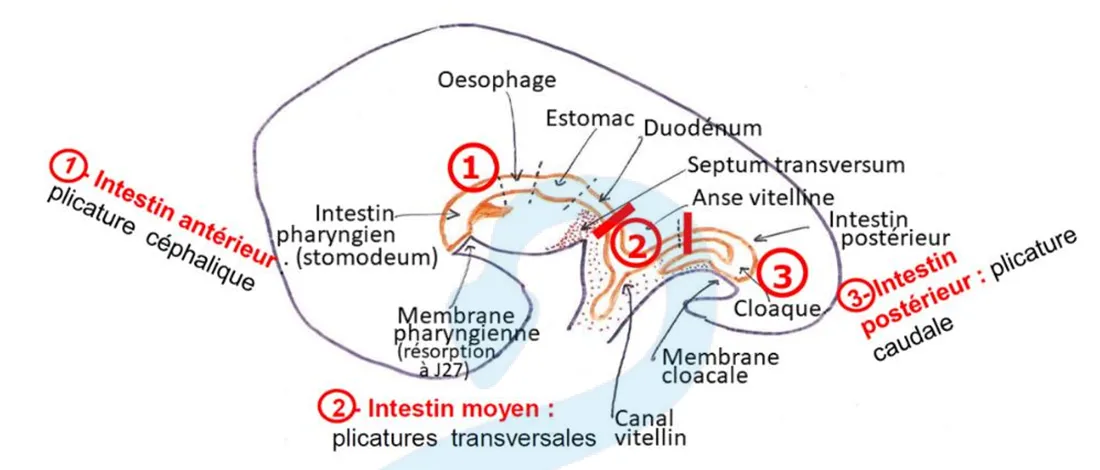 Oesophage
Estomac
Duodénum
Septum transversum
Anse vitelline
Intestin
postérieur
1
1- Intestin antérieur :
plicature céphalique
Intestin
pharyngien
(stomodeum)
2
3
3-Intestin
postérieur : plicature
caudale
Cloaque
Membrane
pharyngienne
(résorption
à J27)
Membrane
cloacale
2- Intestin moyen :
plicatures transversales
Canal
vitellin